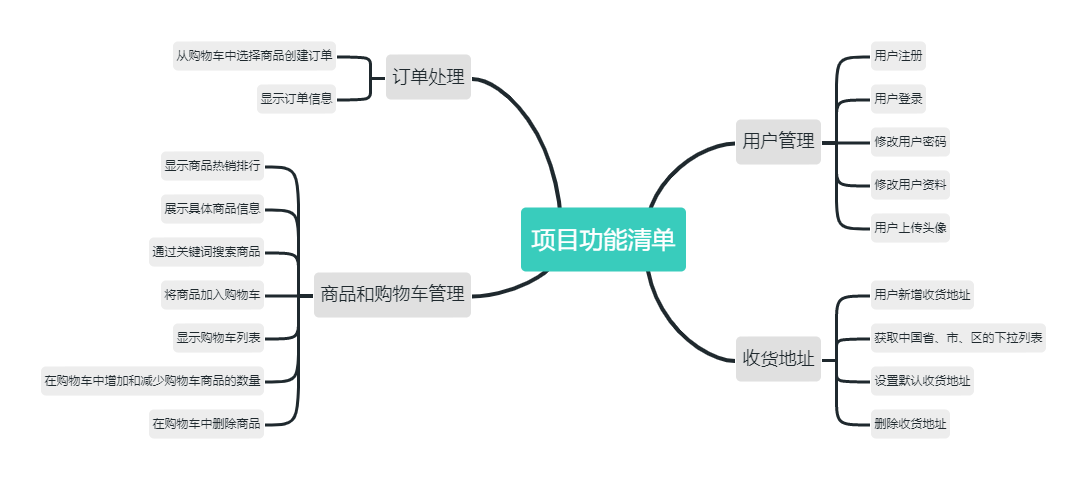 项目功能清单
用户管理
用户注册
用户登录
修改用户密码
修改用户资料
用户上传头像
收货地址
用户新增收货地址
获取中国省、市、区的下拉列表
设置默认收货地址
删除收货地址
订单处理
从购物车中选择商品创建订单
显示订单信息
商品和购物车管理
显示商品热销排行
展示具体商品信息
通过关键词搜索商品
将商品加入购物车
显示购物车列表
在购物车中增加和减少购物车商品的数量
在购物车中删除商品